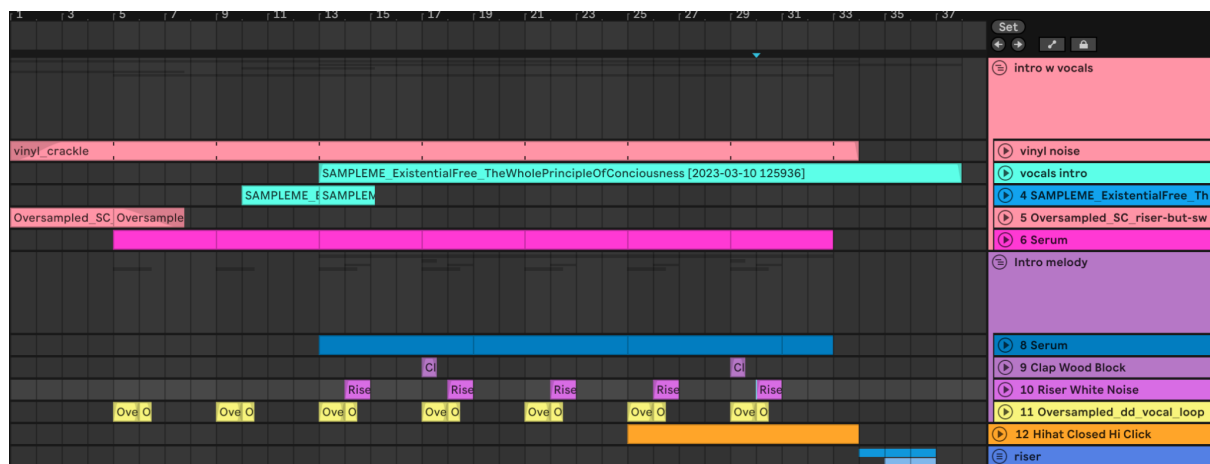 1 3 5 7 9 11 13 15 17 19 21 23 25 27 29 31 33 35 37
Set
intro w vocals
vinyl_crackle
vinyl noise
SAMPLEME_ExistentialFree_TheWholePrincipleOfConciousness [2023-03-10 125936]
vocals intro
SAMPLEME_E SAMPLEM
4 SAMPLEME_ExistentialFree_Th
Oversampled_SC Oversample
5 Oversampled_SC_riser-but-sw
6 Serum
Intro melody
8 Serum
Cl Cl
9 Clap Wood Block
Rise Rise Rise Rise Rise
10 Riser White Noise
Ove O Ove O Ove O Ove O Ove O Ove O Ove O
11 Oversampled_dd_vocal_loop
12 Hihat Closed Hi Click
riser